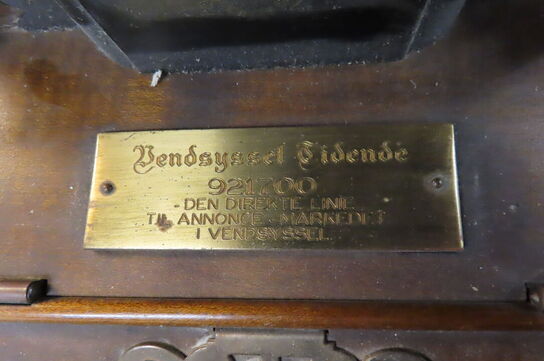 Vendsyssel Tidende
921700
- DEN DIREKTE LINIE
TIL ANNONCE - MARKEDET
I VENDSYSSEL.